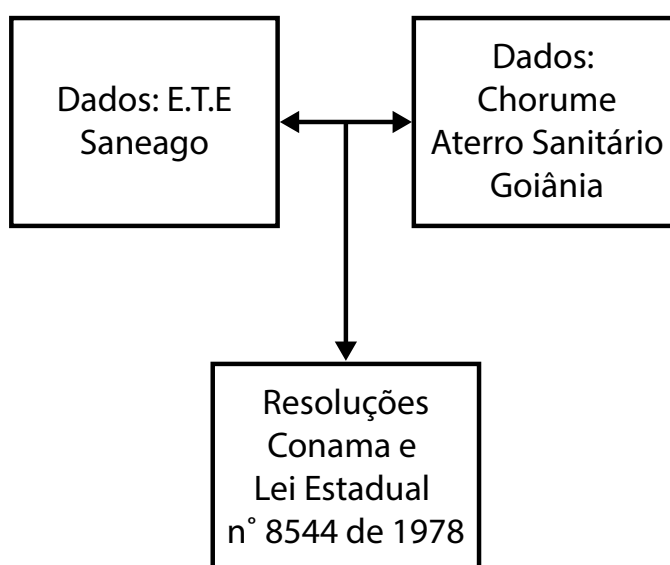 Dados: E.T.E
Saneago
Dados:
Chorume
Aterro Sanitário
Goiânia
Resoluções
Conama e
Lei Estadual
n° 8544 de 1978